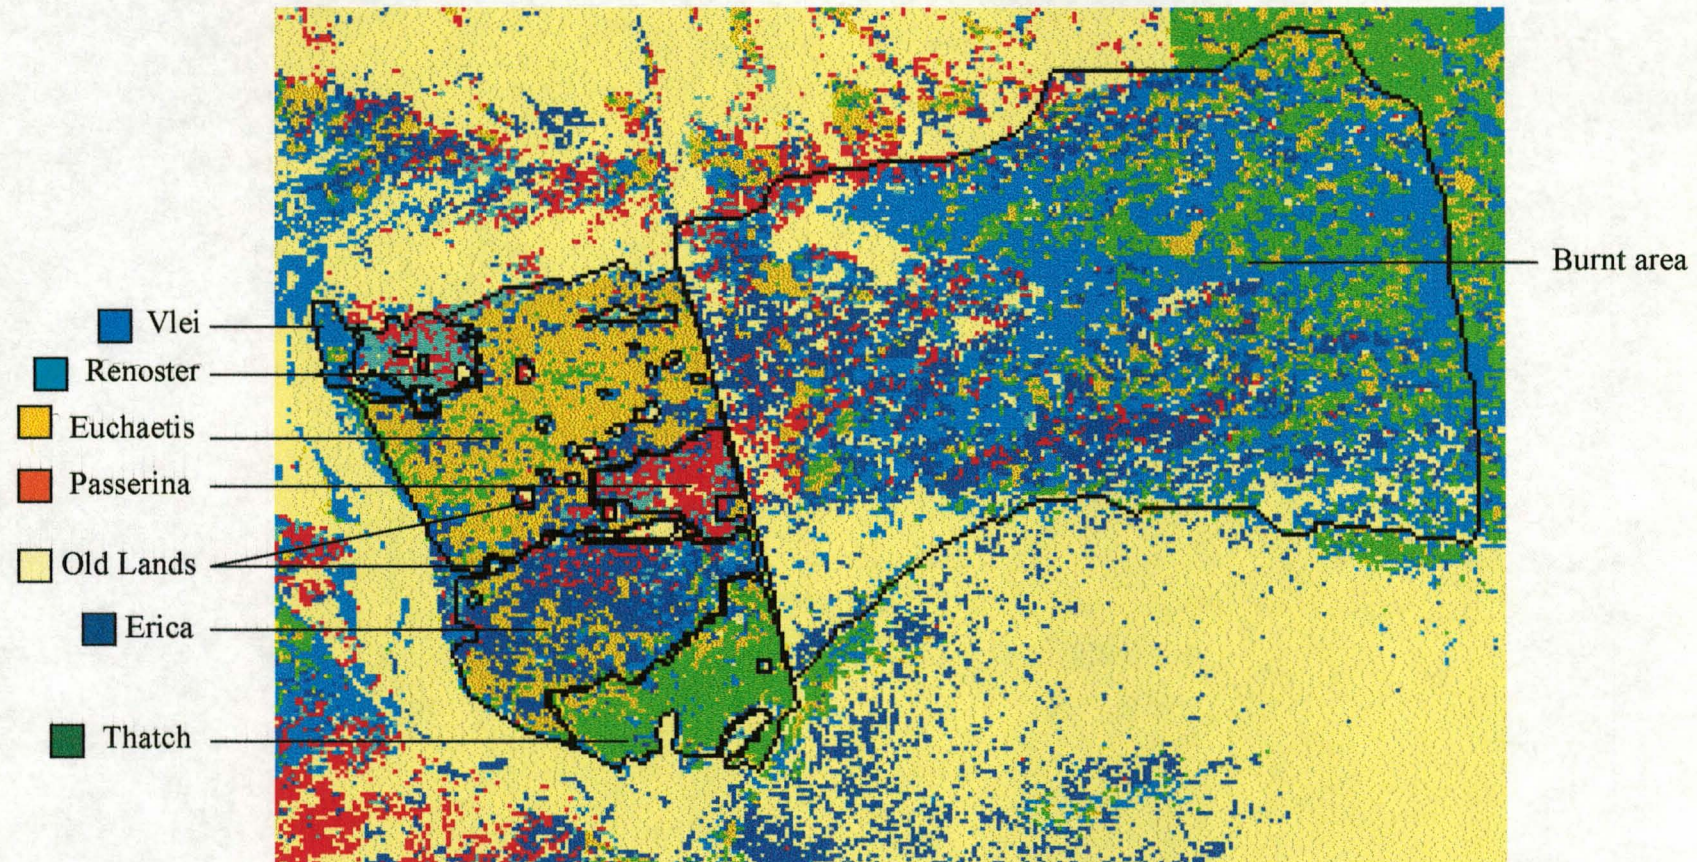 Burnt area
Vlei
Renoster
Euchaetis
Passerina
Old Lands
Erica
Thatch